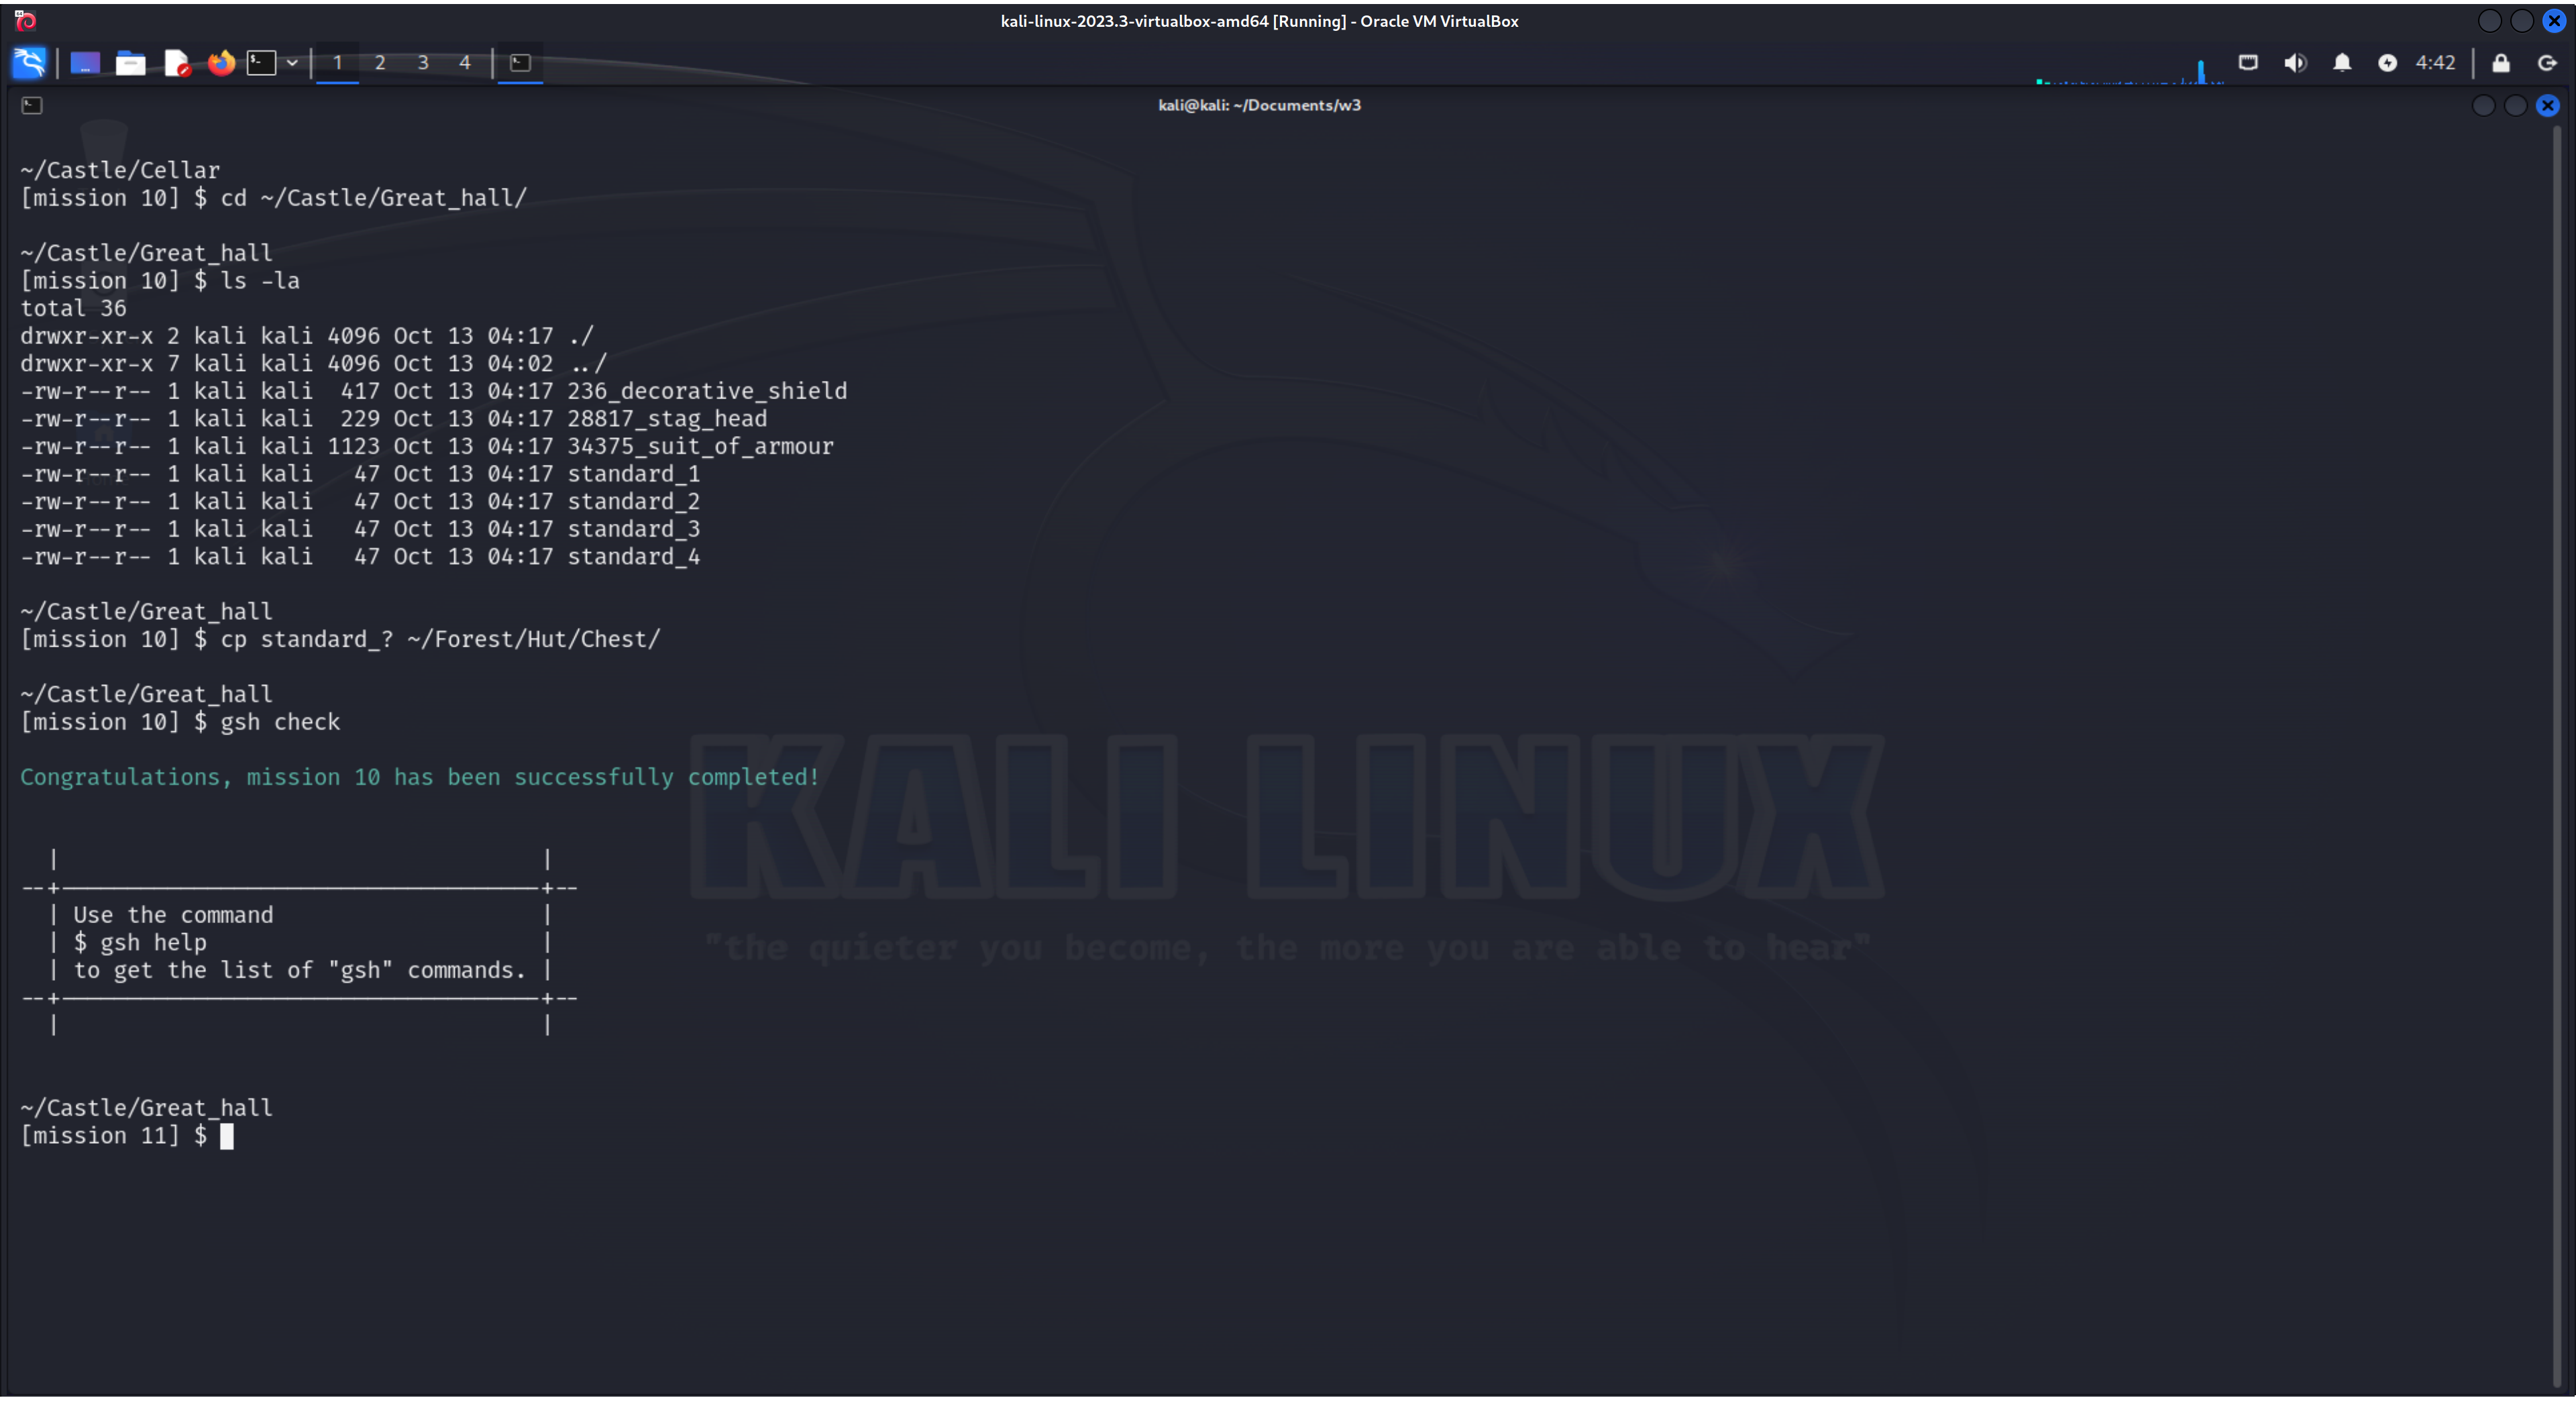 kali-linux-2023.3-virtualbox-amd64 [Running] - Oracle VM VirtualBox
1 2 3 4 4:42
kali@kali: ~/Documents/w3
~/Castle/Cellar
[mission 10] $ cd ~/Castle/Great_hall/
~/Castle/Great_hall
[mission 10] $ ls -la
total 36
drwxr-xr-x 2 kali kali 4096 Oct 13 04:17 ./
drwxr-xr-x 7 kali kali 4096 Oct 13 04:02 ../
-rw-r--r-- 1 kali kali  417 Oct 13 04:17 236_decorative_shield
-rw-r--r-- 1 kali kali  229 Oct 13 04:17 28817_stag_head
-rw-r--r-- 1 kali kali 1123 Oct 13 04:17 34375_suit_of_armour
-rw-r--r-- 1 kali kali   47 Oct 13 04:17 standard_1
-rw-r--r-- 1 kali kali   47 Oct 13 04:17 standard_2
-rw-r--r-- 1 kali kali   47 Oct 13 04:17 standard_3
-rw-r--r-- 1 kali kali   47 Oct 13 04:17 standard_4
~/Castle/Great_hall
[mission 10] $ cp standard_? ~/Forest/Hut/Chest/
~/Castle/Great_hall
[mission 10] $ gsh check
Congratulations, mission 10 has been successfully completed!
Use the command
$ gsh help
to get the list of "gsh" commands.
~/Castle/Great_hall
[mission 11] $
KALI LINUX
"the quieter you become, the more you are able to hear"